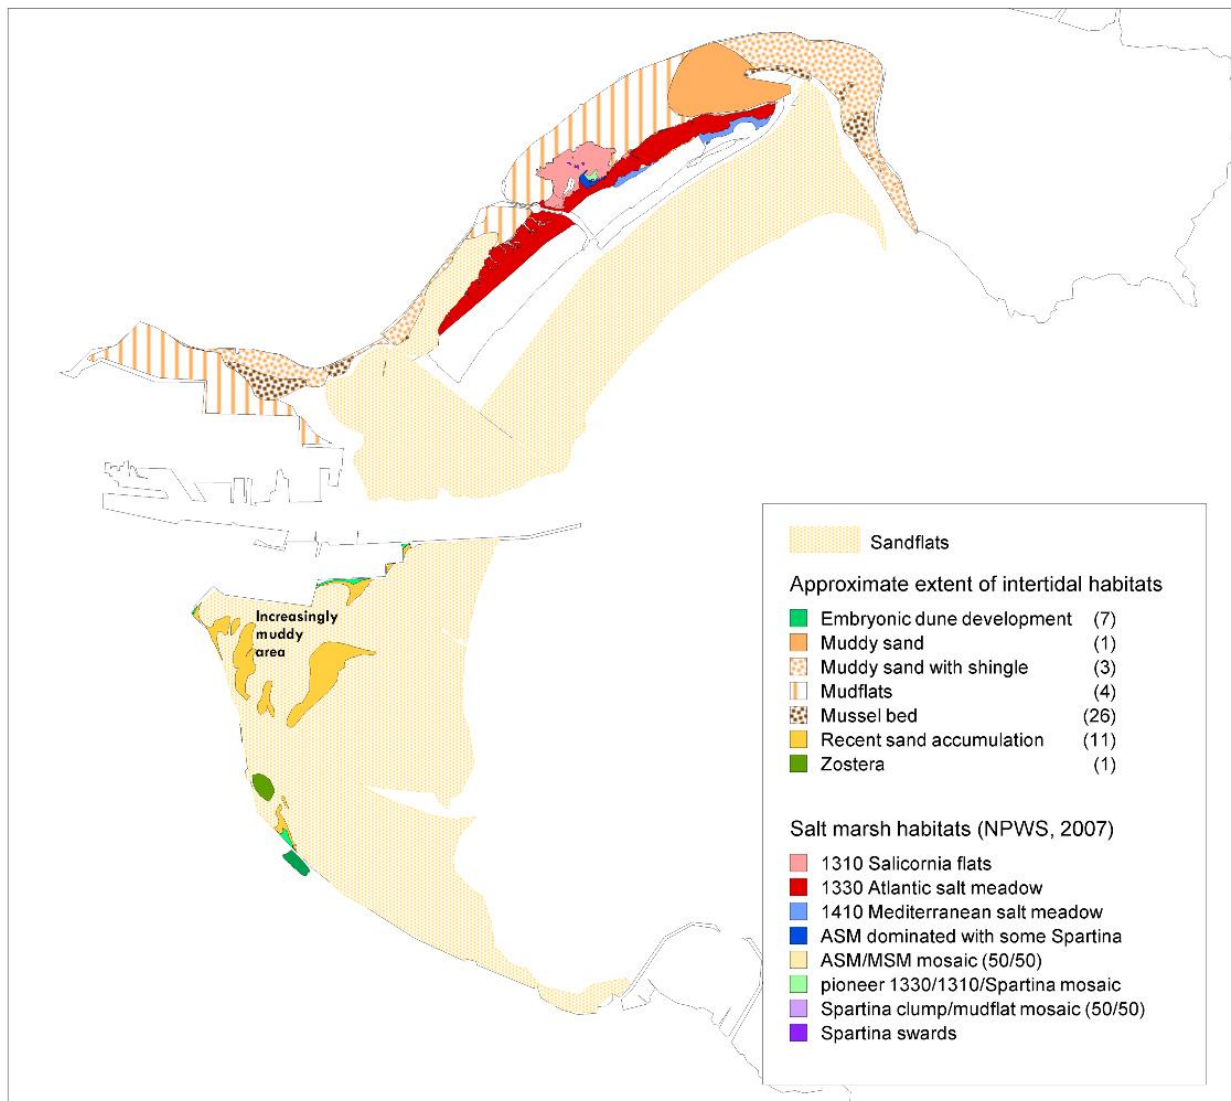 Increasingly
muddy
area
Sandflats
Approximate extent of intertidal habitats
Embryonic dune development (7)
Muddy sand (1)
Muddy sand with shingle (3)
Mudflats (4)
Mussel bed (26)
Recent sand accumulation (11)
Zostera (1)
Salt marsh habitats (NPWS, 2007)
1310 Salicornia flats
1330 Atlantic salt meadow
1410 Mediterranean salt meadow
ASM dominated with some Spartina
ASM/MSM mosaic (50/50)
pioneer 1330/1310/Spartina mosaic
Spartina clump/mudflat mosaic (50/50)
Spartina swards